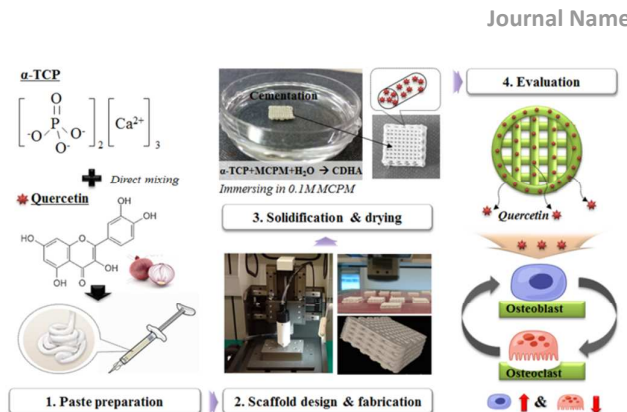 Journal Name
α-TCP
O
P
-O
O-
O-
2
Ca2+
3
Direct mixing
Quercetin
OH
OH
HO
O
OH
OH
O
1. Paste preparation
2. Scaffold design & fabrication
Cementation
α-TCP+MCPM+H2O → CDHA
Immersing in 0.1M MCPM
3. Solidification & drying
4. Evaluation
Quercetin
Osteoblast
Osteoclast
&